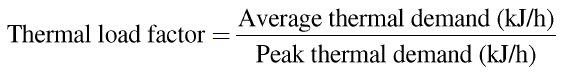 Thermal load factor = Average thermal demand (kJ/h) / Peak thermal demand (kJ/h)